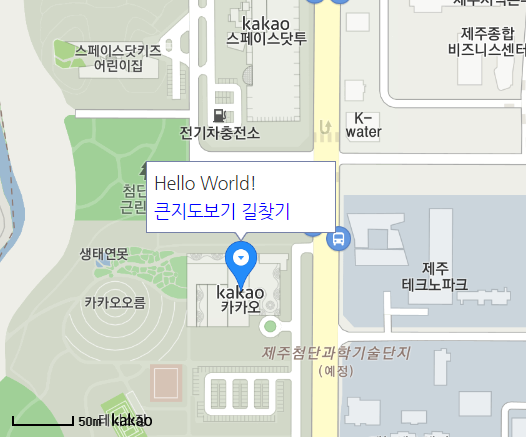 kakao
스페이스닷투
스페이스닷키즈
어린이집
제주종합
비즈니스센터
전기차충전소
K-
water
첨단
근린
Hello World!
큰지도보기 길찾기
생태연못
카카오오름
kakao
카카오
제주
테크노파크
제주첨단과학기술단지
(예정)
50m
kakao